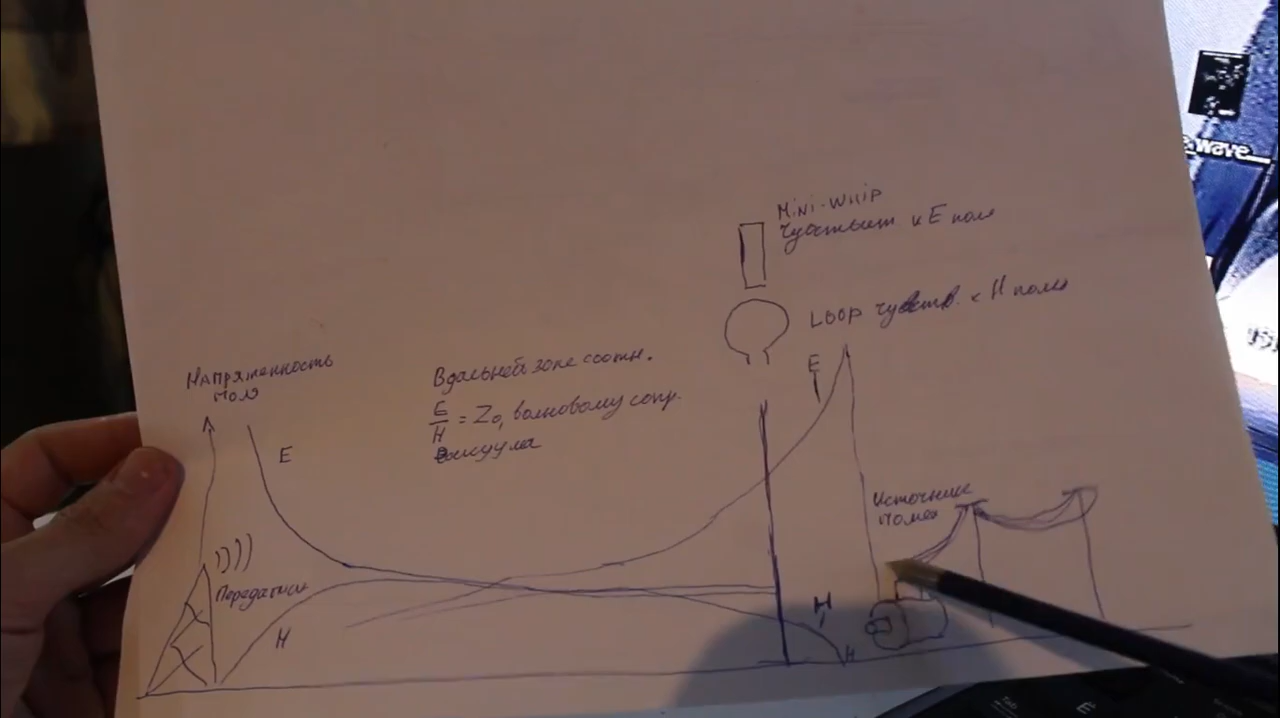 Mini-Whip
чувствит. к E полю
Loop чувств. к H полю
Напряженность
поля
В дальней зоне соотн.
E
H
= Z0, волновому сопр.
вакуума
E
E
Источник
помех
Передатчик
H
H
H
wave
Tab